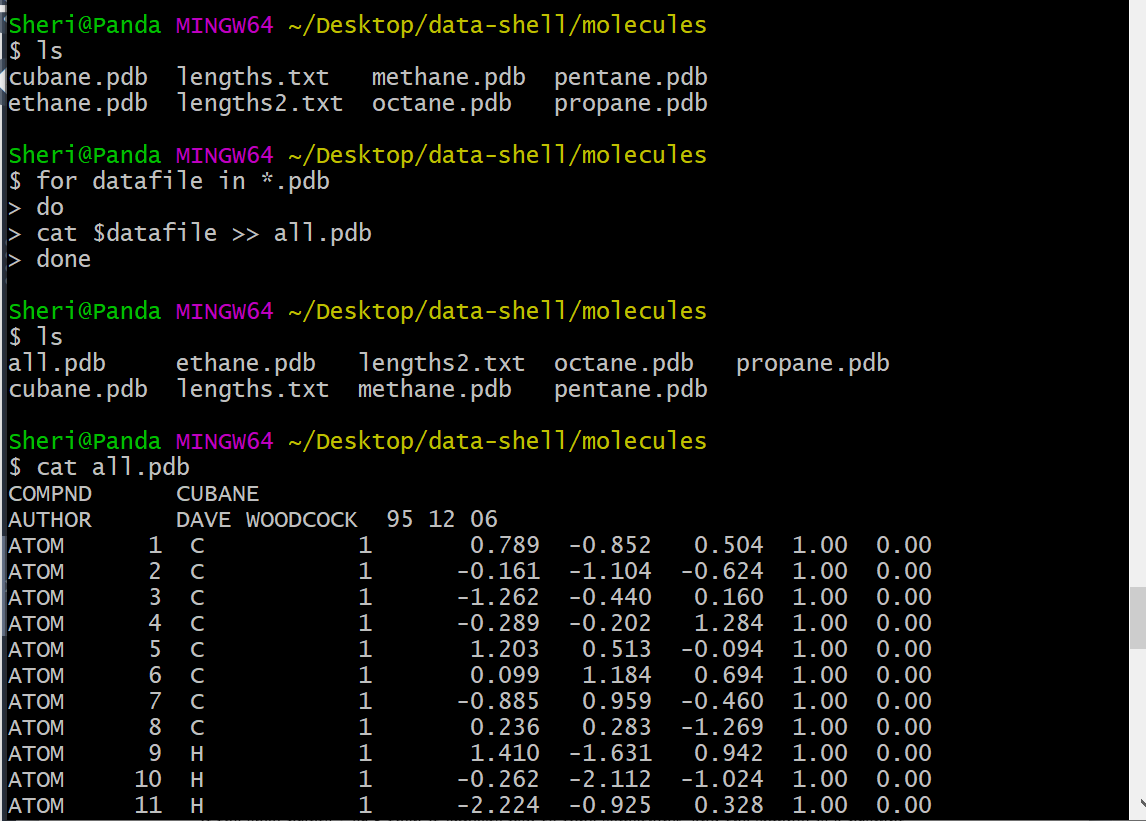 Sheri@Panda MINGW64 ~/Desktop/data-shell/molecules
$ ls
cubane.pdb  lengths.txt   methane.pdb  pentane.pdb
ethane.pdb  lengths2.txt  octane.pdb   propane.pdb
Sheri@Panda MINGW64 ~/Desktop/data-shell/molecules
$ for datafile in *.pdb
> do
> cat $datafile >> all.pdb
> done
Sheri@Panda MINGW64 ~/Desktop/data-shell/molecules
$ ls
all.pdb     ethane.pdb   lengths2.txt  octane.pdb   propane.pdb
cubane.pdb  lengths.txt  methane.pdb   pentane.pdb
Sheri@Panda MINGW64 ~/Desktop/data-shell/molecules
$ cat all.pdb
COMPND      CUBANE
AUTHOR      DAVE WOODCOCK  95 12 06
ATOM      1  C           1       0.789  -0.852   0.504  1.00  0.00
ATOM      2  C           1      -0.161  -1.104  -0.624  1.00  0.00
ATOM      3  C           1      -1.262  -0.440   0.160  1.00  0.00
ATOM      4  C           1      -0.289  -0.202   1.284  1.00  0.00
ATOM      5  C           1       1.203   0.513  -0.094  1.00  0.00
ATOM      6  C           1       0.099   1.184   0.694  1.00  0.00
ATOM      7  C           1      -0.885   0.959  -0.460  1.00  0.00
ATOM      8  C           1       0.236   0.283  -1.269  1.00  0.00
ATOM      9  H           1       1.410  -1.631   0.942  1.00  0.00
ATOM     10  H           1      -0.262  -2.112  -1.024  1.00  0.00
ATOM     11  H           1      -2.224  -0.925   0.328  1.00  0.00